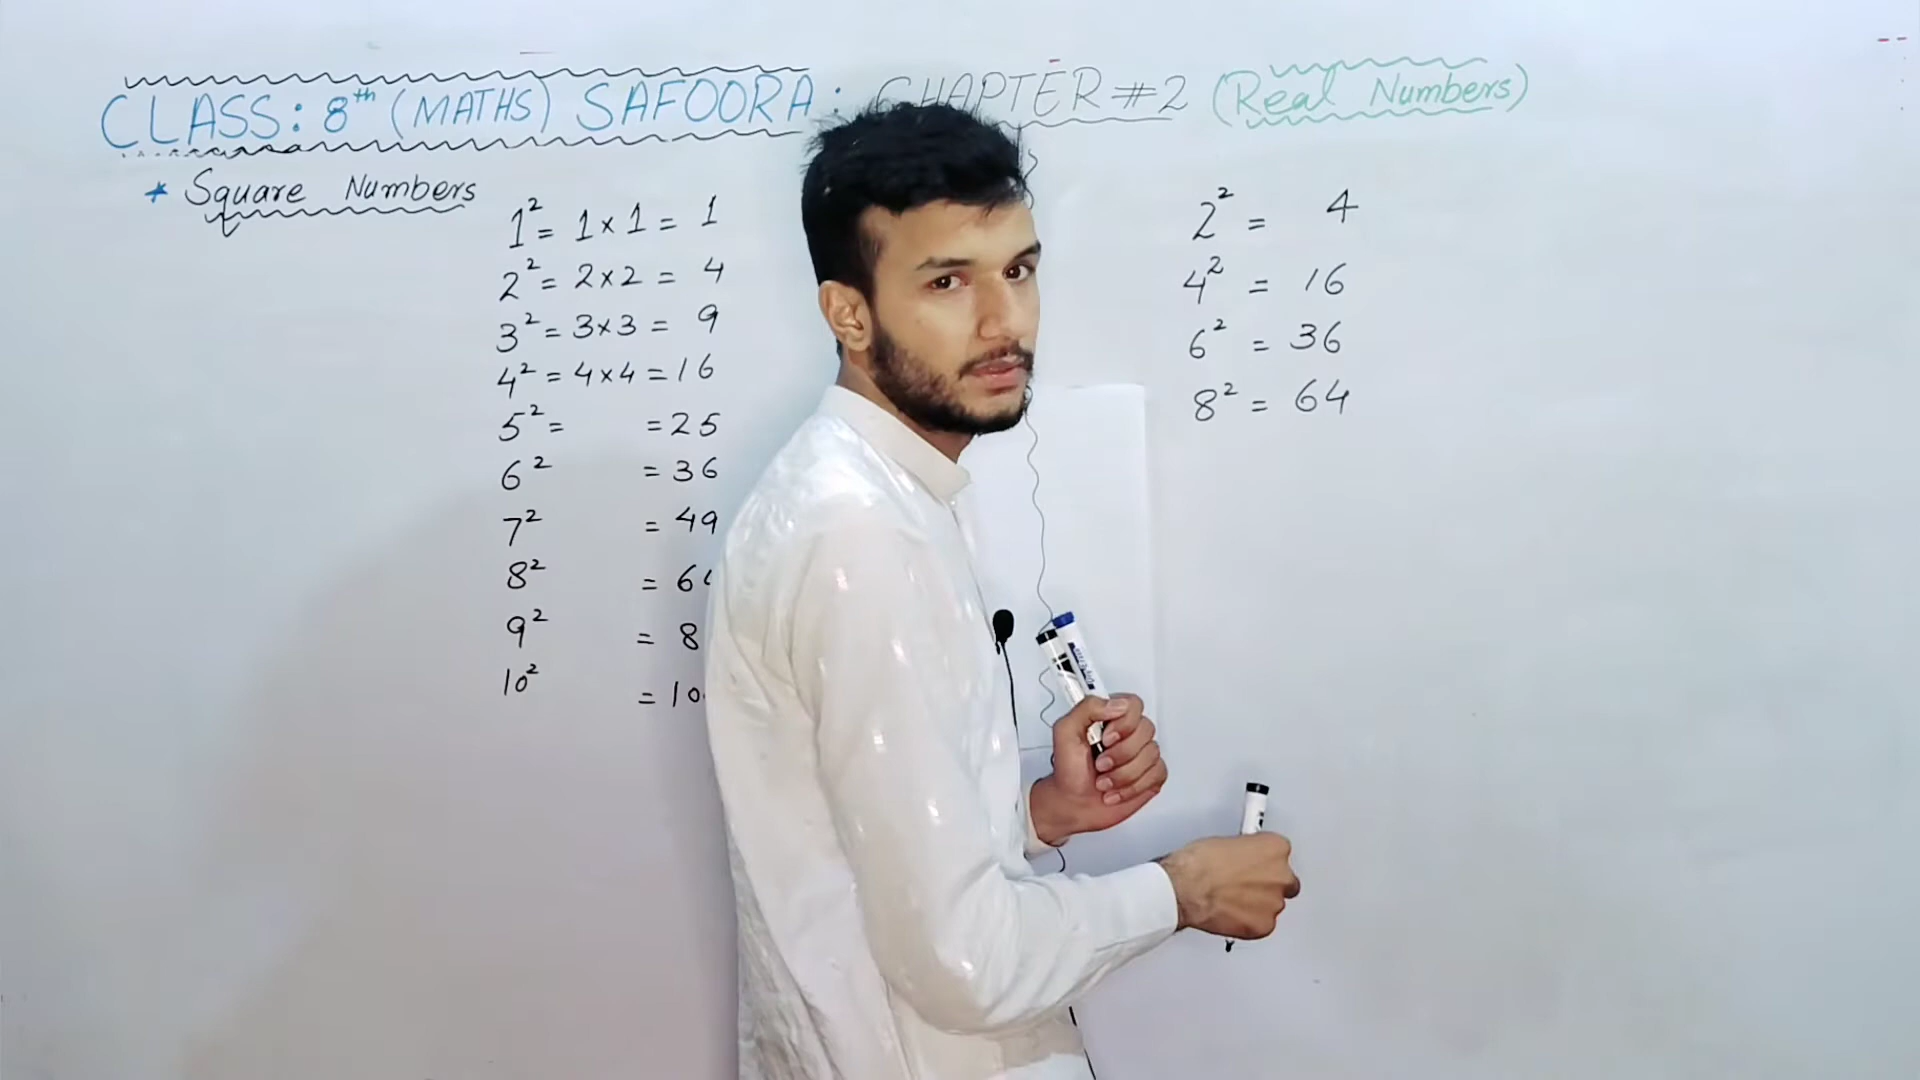 CLASS: 8th (MATHS) SAFOORA: CHAPTER #2 (Real Numbers)
* Square Numbers
1² = 1 × 1 = 1
2² = 2 × 2 = 4
3² = 3 × 3 = 9
4² = 4 × 4 = 16
5² = = 25
6² = 36
7² = 49
8² = 6
9² = 8
10² = 10
2² = 4
4² = 16
6² = 36
8² = 64